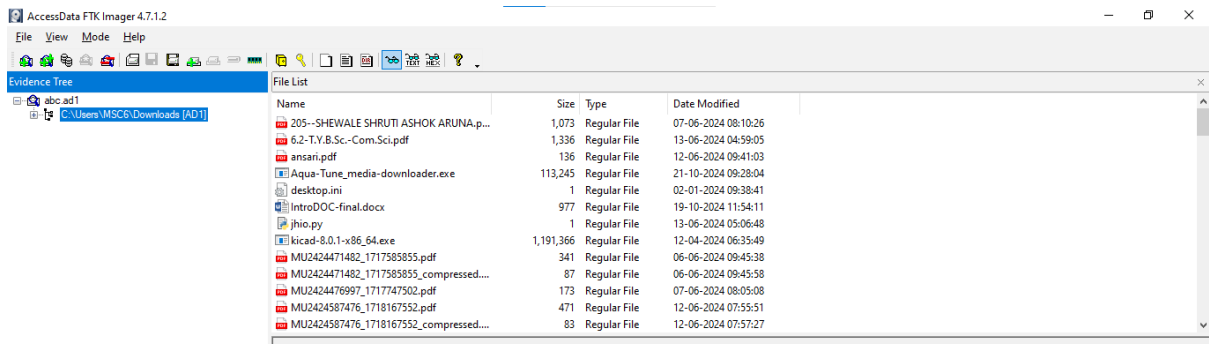 AccessData FTK Imager 4.7.1.2
File View Mode Help
TEXT HEX
Evidence Tree
abc.ad1
C:\Users\MSC6\Downloads [AD1]
File List
Name Size Type Date Modified
205--SHEWALE SHRUTI ASHOK ARUNA.p... 1,073 Regular File 07-06-2024 08:10:26
6.2-T.Y.B.Sc.-Com.Sci.pdf 1,336 Regular File 13-06-2024 04:59:05
ansari.pdf 136 Regular File 12-06-2024 09:41:03
Aqua-Tune_media-downloader.exe 113,245 Regular File 21-10-2024 09:28:04
desktop.ini 1 Regular File 02-01-2024 09:38:41
IntroDOC-final.docx 977 Regular File 19-10-2024 11:54:11
jhio.py 1 Regular File 13-06-2024 05:06:48
kicad-8.0.1-x86_64.exe 1,191,366 Regular File 12-04-2024 06:35:49
MU2424471482_1717585855.pdf 341 Regular File 06-06-2024 09:45:38
MU2424471482_1717585855_compressed.... 87 Regular File 06-06-2024 09:45:58
MU2424476997_1717747502.pdf 173 Regular File 07-06-2024 08:05:08
MU2424587476_1718167552.pdf 471 Regular File 12-06-2024 07:55:51
MU2424587476_1718167552_compressed.... 83 Regular File 12-06-2024 07:57:27